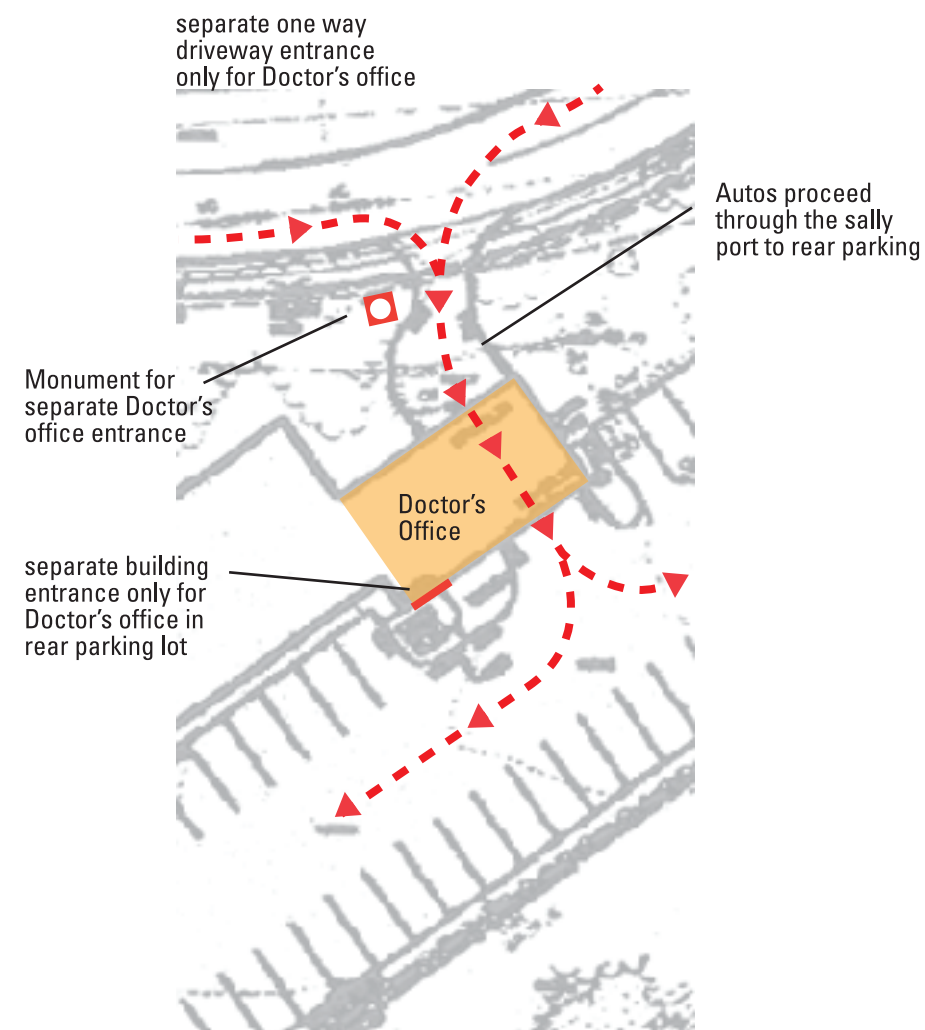 separate one way
driveway entrance
only for Doctor's office
Autos proceed
through the sally
port to rear parking
Monument for
separate Doctor's
office entrance
Doctor's
Office
separate building
entrance only for
Doctor's office in
rear parking lot